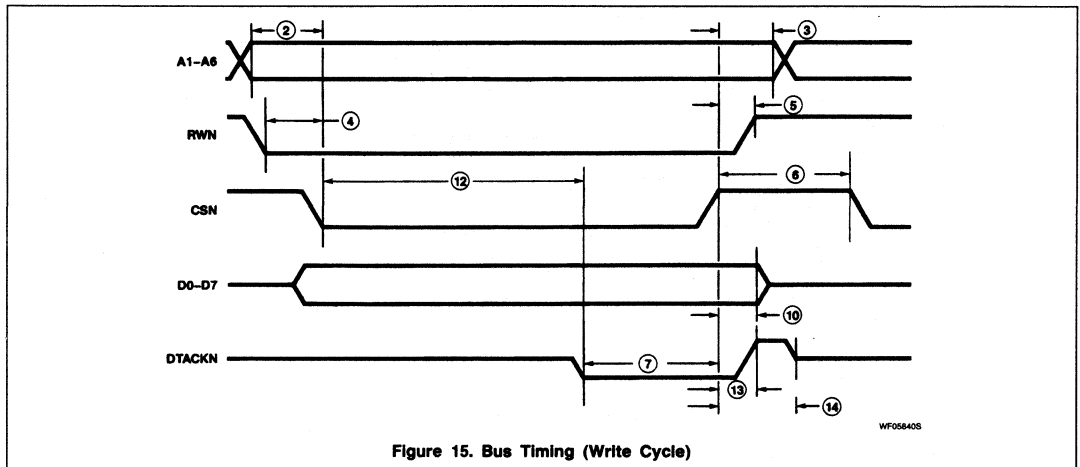 ②
③
A1–A6
⑤
RWN
④
⑫
⑥
CSN
D0–D7
⑩
DTACKN
⑦
⑬
⑭
WF05840S
Figure 15. Bus Timing (Write Cycle)